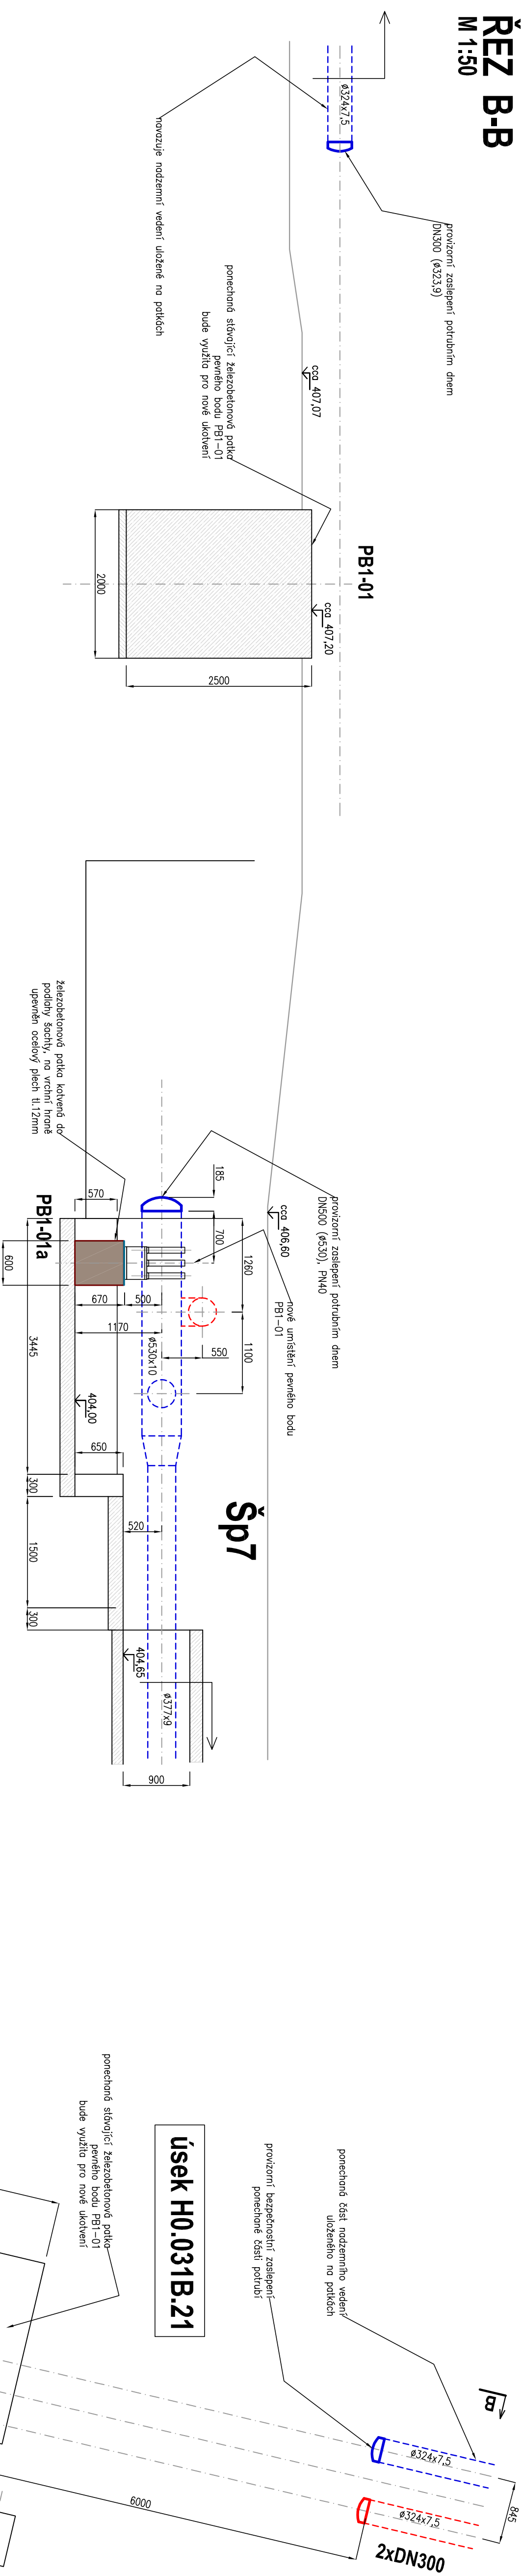 ŘEZ B-B
M 1:50
ø324x7,5
provizorní zaslepení potrubním dnem
DN300 (ø323,9)
navazuje nadzemní vedení uložené na patkách
ponechaná stávající železobetonová patka
pevného bodu PB1-01
bude využita pro nové ukotvení
cca 407,07
PB1-01
cca 407,20
2000
2500
železobetonová patka kotvená do
podlahy šachty, na vrchní hraně
upevněn ocelový plech tl.12mm
provizorní zaslepení potrubním dnem
DN500 (ø530), PN40
nové umístění pevného bodu
PB1-01
cca 406,60
185
700
1260
1100
550
570
PB1-01a
600
670
500
1170
ø530x10
3445
404,00
650
300
520
1500
300
Šp7
404,65
ø377x9
900
úsek H0.031B.21
ponechaná stávající železobetonová patka
pevného bodu PB1-01
bude využita pro nové ukotvení
provizorní bezpečnostní zaslepení
ponechané části potrubí
ponechaná část nadzemního vedení
uloženého na patkách
B
ø324x7,5
ø324x7,5
845
6000
2xDN300